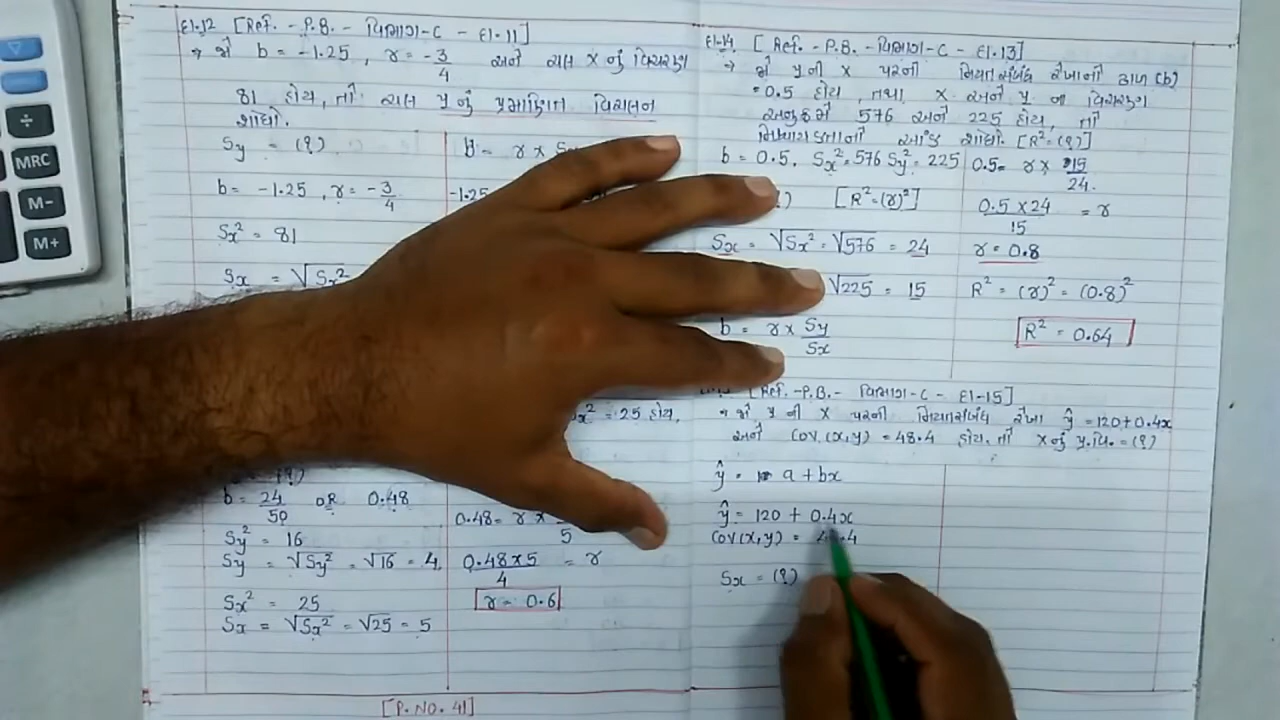 ÷
MRC
M-
M+
દા.12 [Ref. - P.B. - વિભાગ-C - દા.11]
→ જો b = -1.25, r = -3/4 અને ચલ X નું વિચરણ
81 હોય, તો ચલ Y નું પ્રમાણિત વિચલન
શોધો.
Sy = (?)
b = -1.25, r = -3/4
Sx² = 81
Sx = √Sx²
b = r ×
-1.25
Sx² = 25 હોય,
b = 24/50 OR 0.48
Sy² = 16
Sy = √Sy² = √16 = 4
Sx² = 25
Sx = √Sx² = √25 = 5
0.48 = r × /5
0.48×5/4 = r
r = 0.6
[P. NO. 41]
દા.14 [Ref. - P.B. - વિભાગ-C - દા.13]
→ જો Y ની X પરની નિયતસંબંધ રેખાનો ઢાળ (b)
= 0.5 હોય, તથા X અને Y ના વિચરણ
અનુક્રમે 576 અને 225 હોય, તો
નિશ્ચાયકતાનો આંક શોધો. [R² = (?)]
b = 0.5, Sx² = 576 Sy² = 225
[R² = (r)²]
Sx = √Sx² = √576 = 24
√225 = 15
b = r × Sy/Sx
0.5 = r × 15/24.
0.5 × 24/15 = r
r = 0.8
R² = (r)² = (0.8)²
R² = 0.64
[Ref. - P.B. - વિભાગ-C - દા-15]
→ જો Y ની X પરની નિયતસંબંધ રેખા ŷ = 120+0.4x
અને Cov. (x,y) = 48.4 હોય, તો X નું પ્ર.વિ. = (?)
ŷ = a + bx
ŷ = 120 + 0.4x
Cov(x,y) = 48.4
Sx = (?)